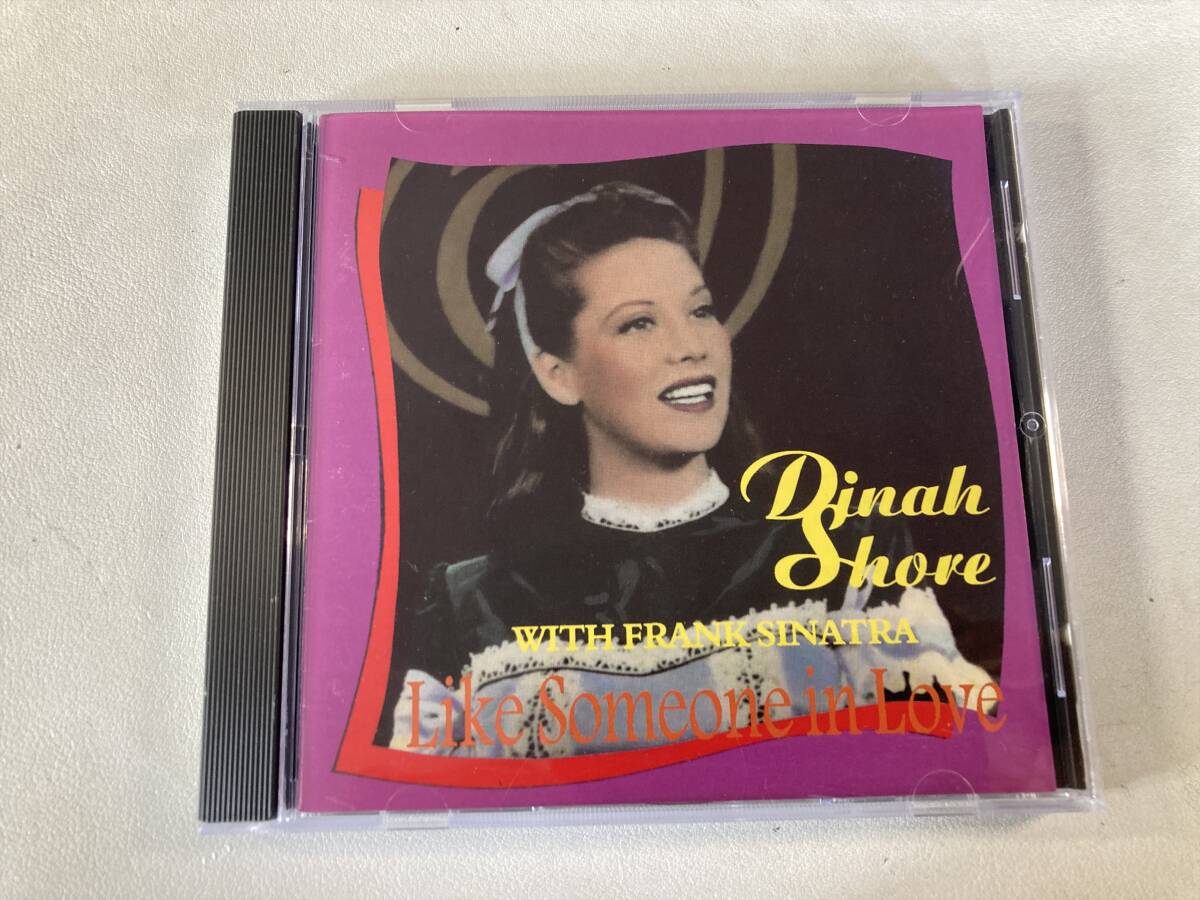 Dinah
Shore
WITH FRANK SINATRA
Like Someone in Love